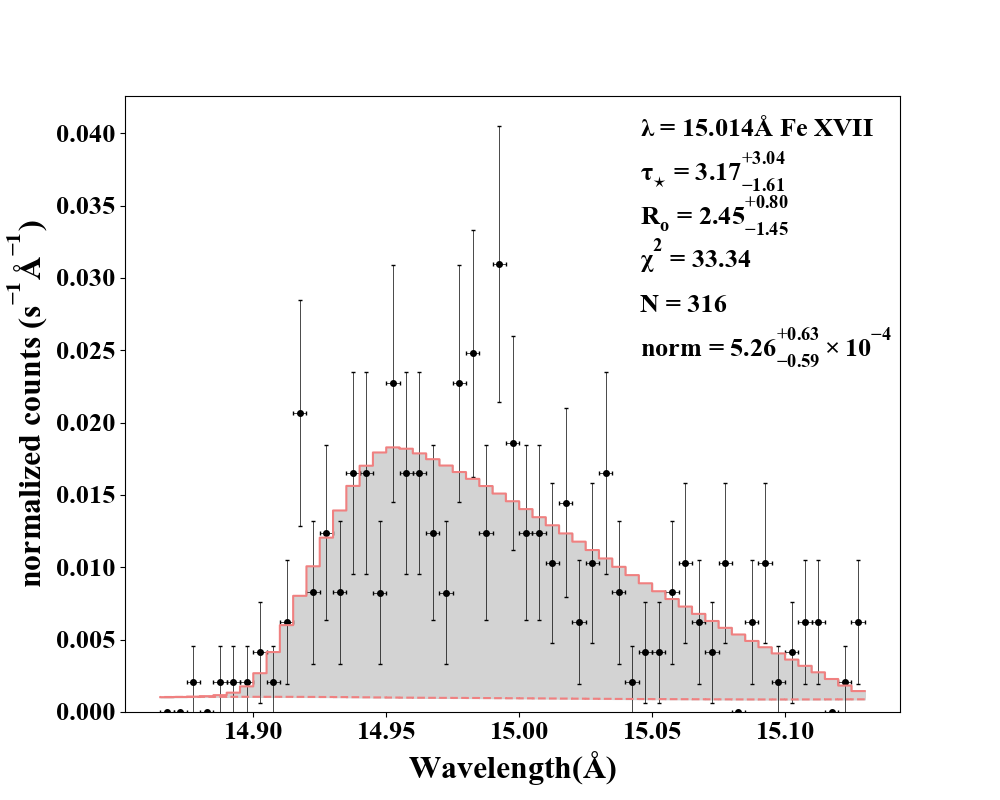 λ = 15.014Å Fe XVII
τ⋆ = 3.17 +3.04 −1.61
Rₒ = 2.45 +0.80 −1.45
χ² = 33.34
N = 316
norm = 5.26 +0.63 −0.59 × 10⁻⁴
normalized counts (s⁻¹ Å⁻¹)
0.040
0.035
0.030
0.025
0.020
0.015
0.010
0.005
0.000
14.90 14.95 15.00 15.05 15.10
Wavelength(Å)